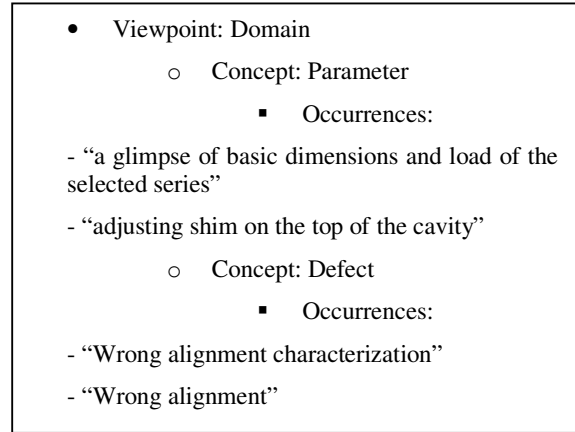 • Viewpoint: Domain
o Concept: Parameter
▪ Occurrences:
- “a glimpse of basic dimensions and load of the
selected series”
- “adjusting shim on the top of the cavity”
o Concept: Defect
▪ Occurrences:
- “Wrong alignment characterization”
- “Wrong alignment”